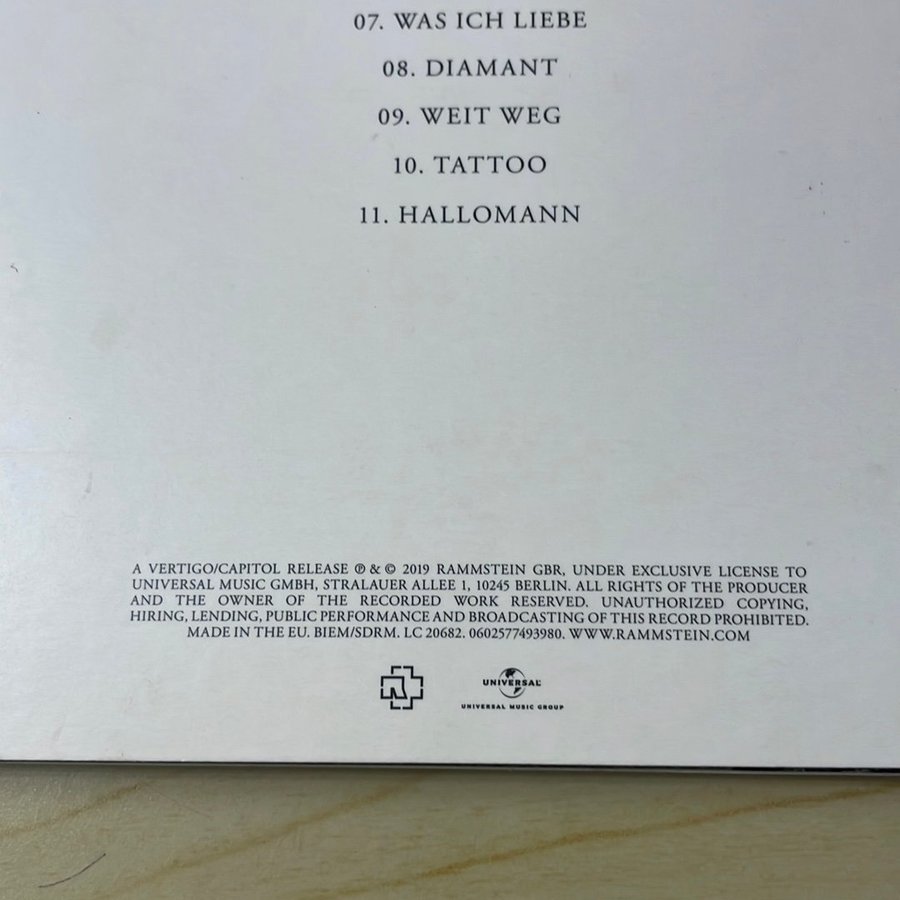 07. WAS ICH LIEBE
08. DIAMANT
09. WEIT WEG
10. TATTOO
11. HALLOMANN
A VERTIGO/CAPITOL RELEASE ℗ & © 2019 RAMMSTEIN GBR, UNDER EXCLUSIVE LICENSE TO
UNIVERSAL MUSIC GMBH, STRALAUER ALLEE 1, 10245 BERLIN. ALL RIGHTS OF THE PRODUCER
AND THE OWNER OF THE RECORDED WORK RESERVED. UNAUTHORIZED COPYING,
HIRING, LENDING, PUBLIC PERFORMANCE AND BROADCASTING OF THIS RECORD PROHIBITED.
MADE IN THE EU. BIEM/SDRM. LC 20682. 0602577493980. WWW.RAMMSTEIN.COM
UNIVERSAL
UNIVERSAL MUSIC GROUP